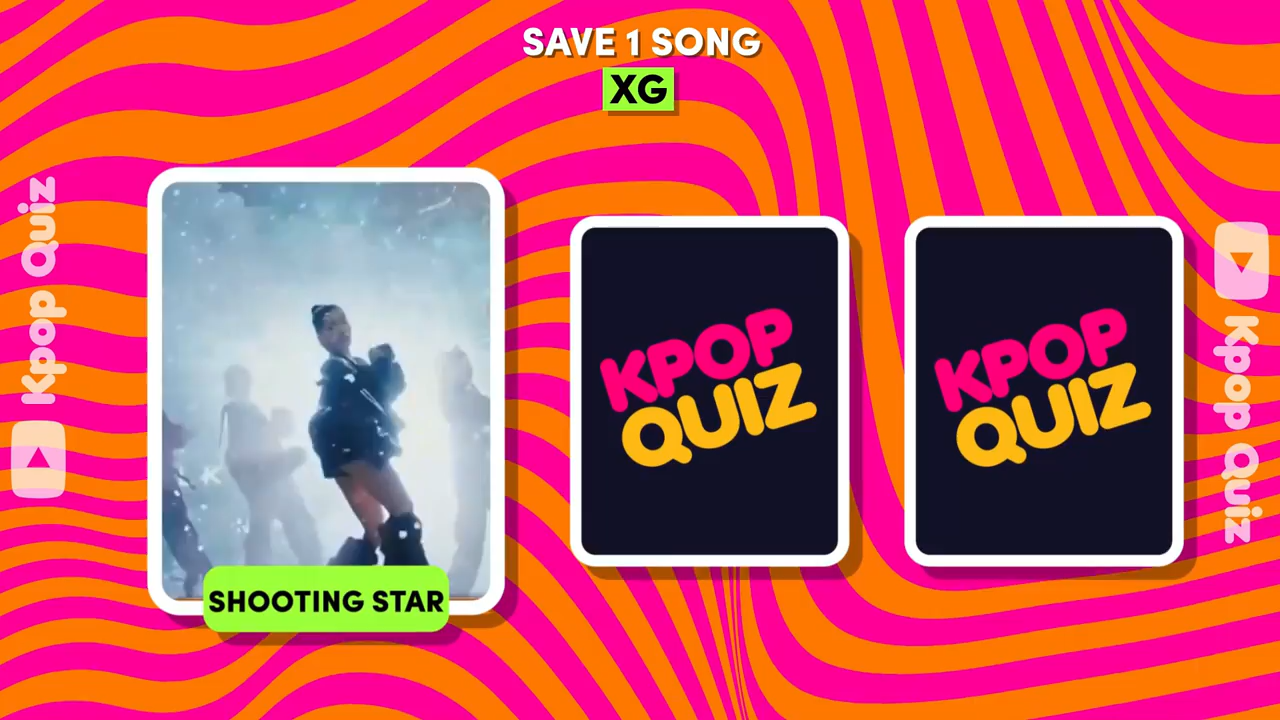 SAVE 1 SONG
XG
Kpop Quiz
SHOOTING STAR
KPOP
QUIZ
KPOP
QUIZ
Kpop Quiz